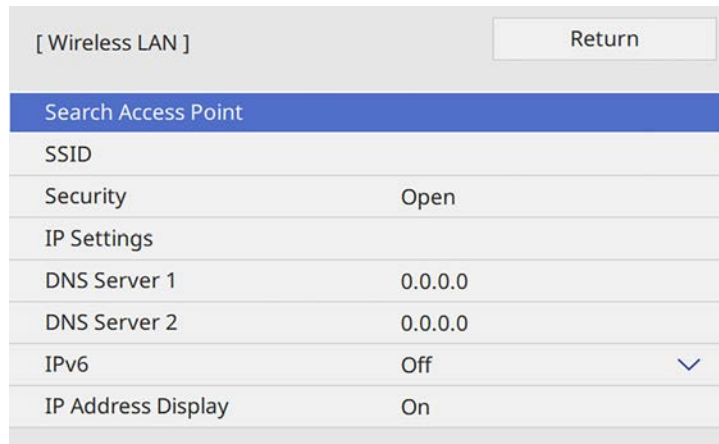 [ Wireless LAN ] Return
Search Access Point
SSID
Security Open
IP Settings
DNS Server 1 0.0.0.0
DNS Server 2 0.0.0.0
IPv6 Off
IP Address Display On